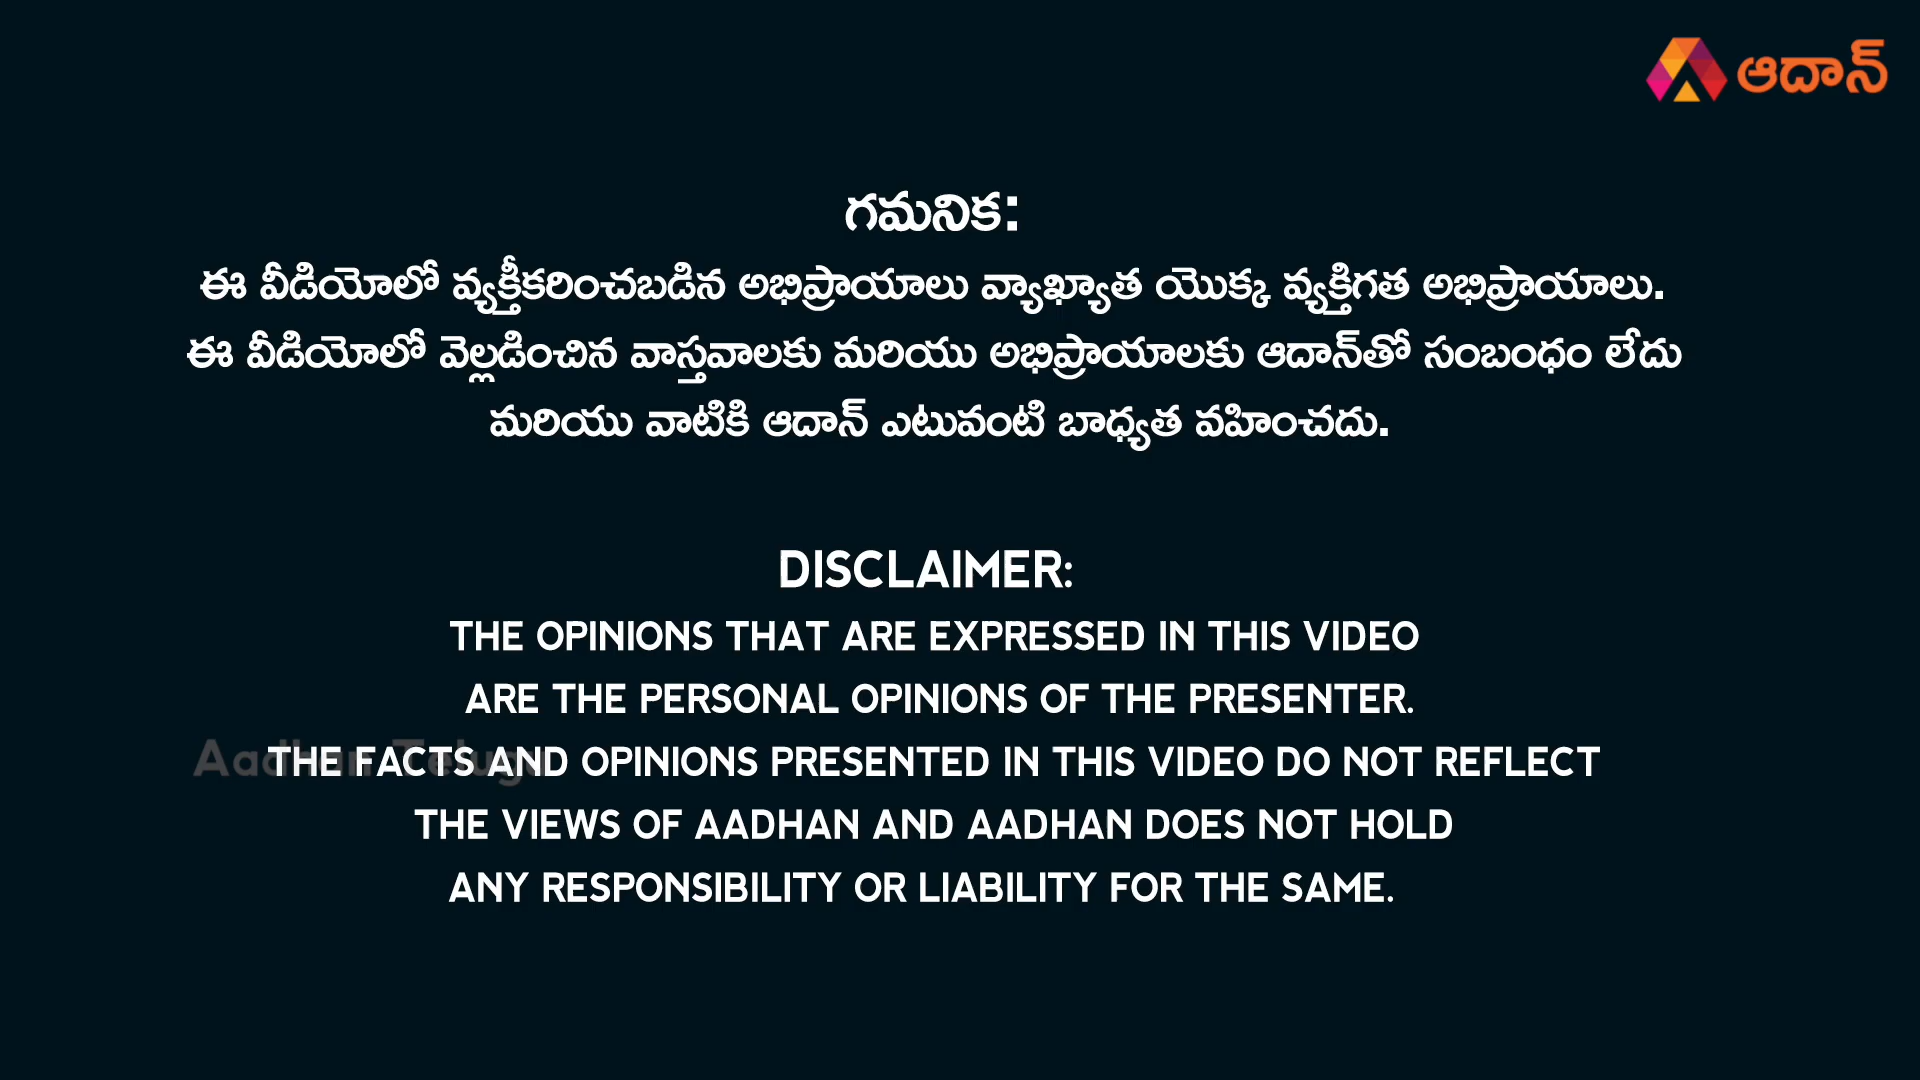 ఆదాన్
గమనిక:
ఈ వీడియోలో వ్యక్తీకరించబడిన అభిప్రాయాలు వ్యాఖ్యాత యొక్క వ్యక్తిగత అభిప్రాయాలు.
ఈ వీడియోలో వెల్లడించిన వాస్తవాలకు మరియు అభిప్రాయాలకు ఆదాన్‌తో సంబంధం లేదు
మరియు వాటికి ఆదాన్ ఎటువంటి బాధ్యత వహించదు.
DISCLAIMER:
THE OPINIONS THAT ARE EXPRESSED IN THIS VIDEO
ARE THE PERSONAL OPINIONS OF THE PRESENTER.
THE FACTS AND OPINIONS PRESENTED IN THIS VIDEO DO NOT REFLECT
Aadhan Telugu
THE VIEWS OF AADHAN AND AADHAN DOES NOT HOLD
ANY RESPONSIBILITY OR LIABILITY FOR THE SAME.